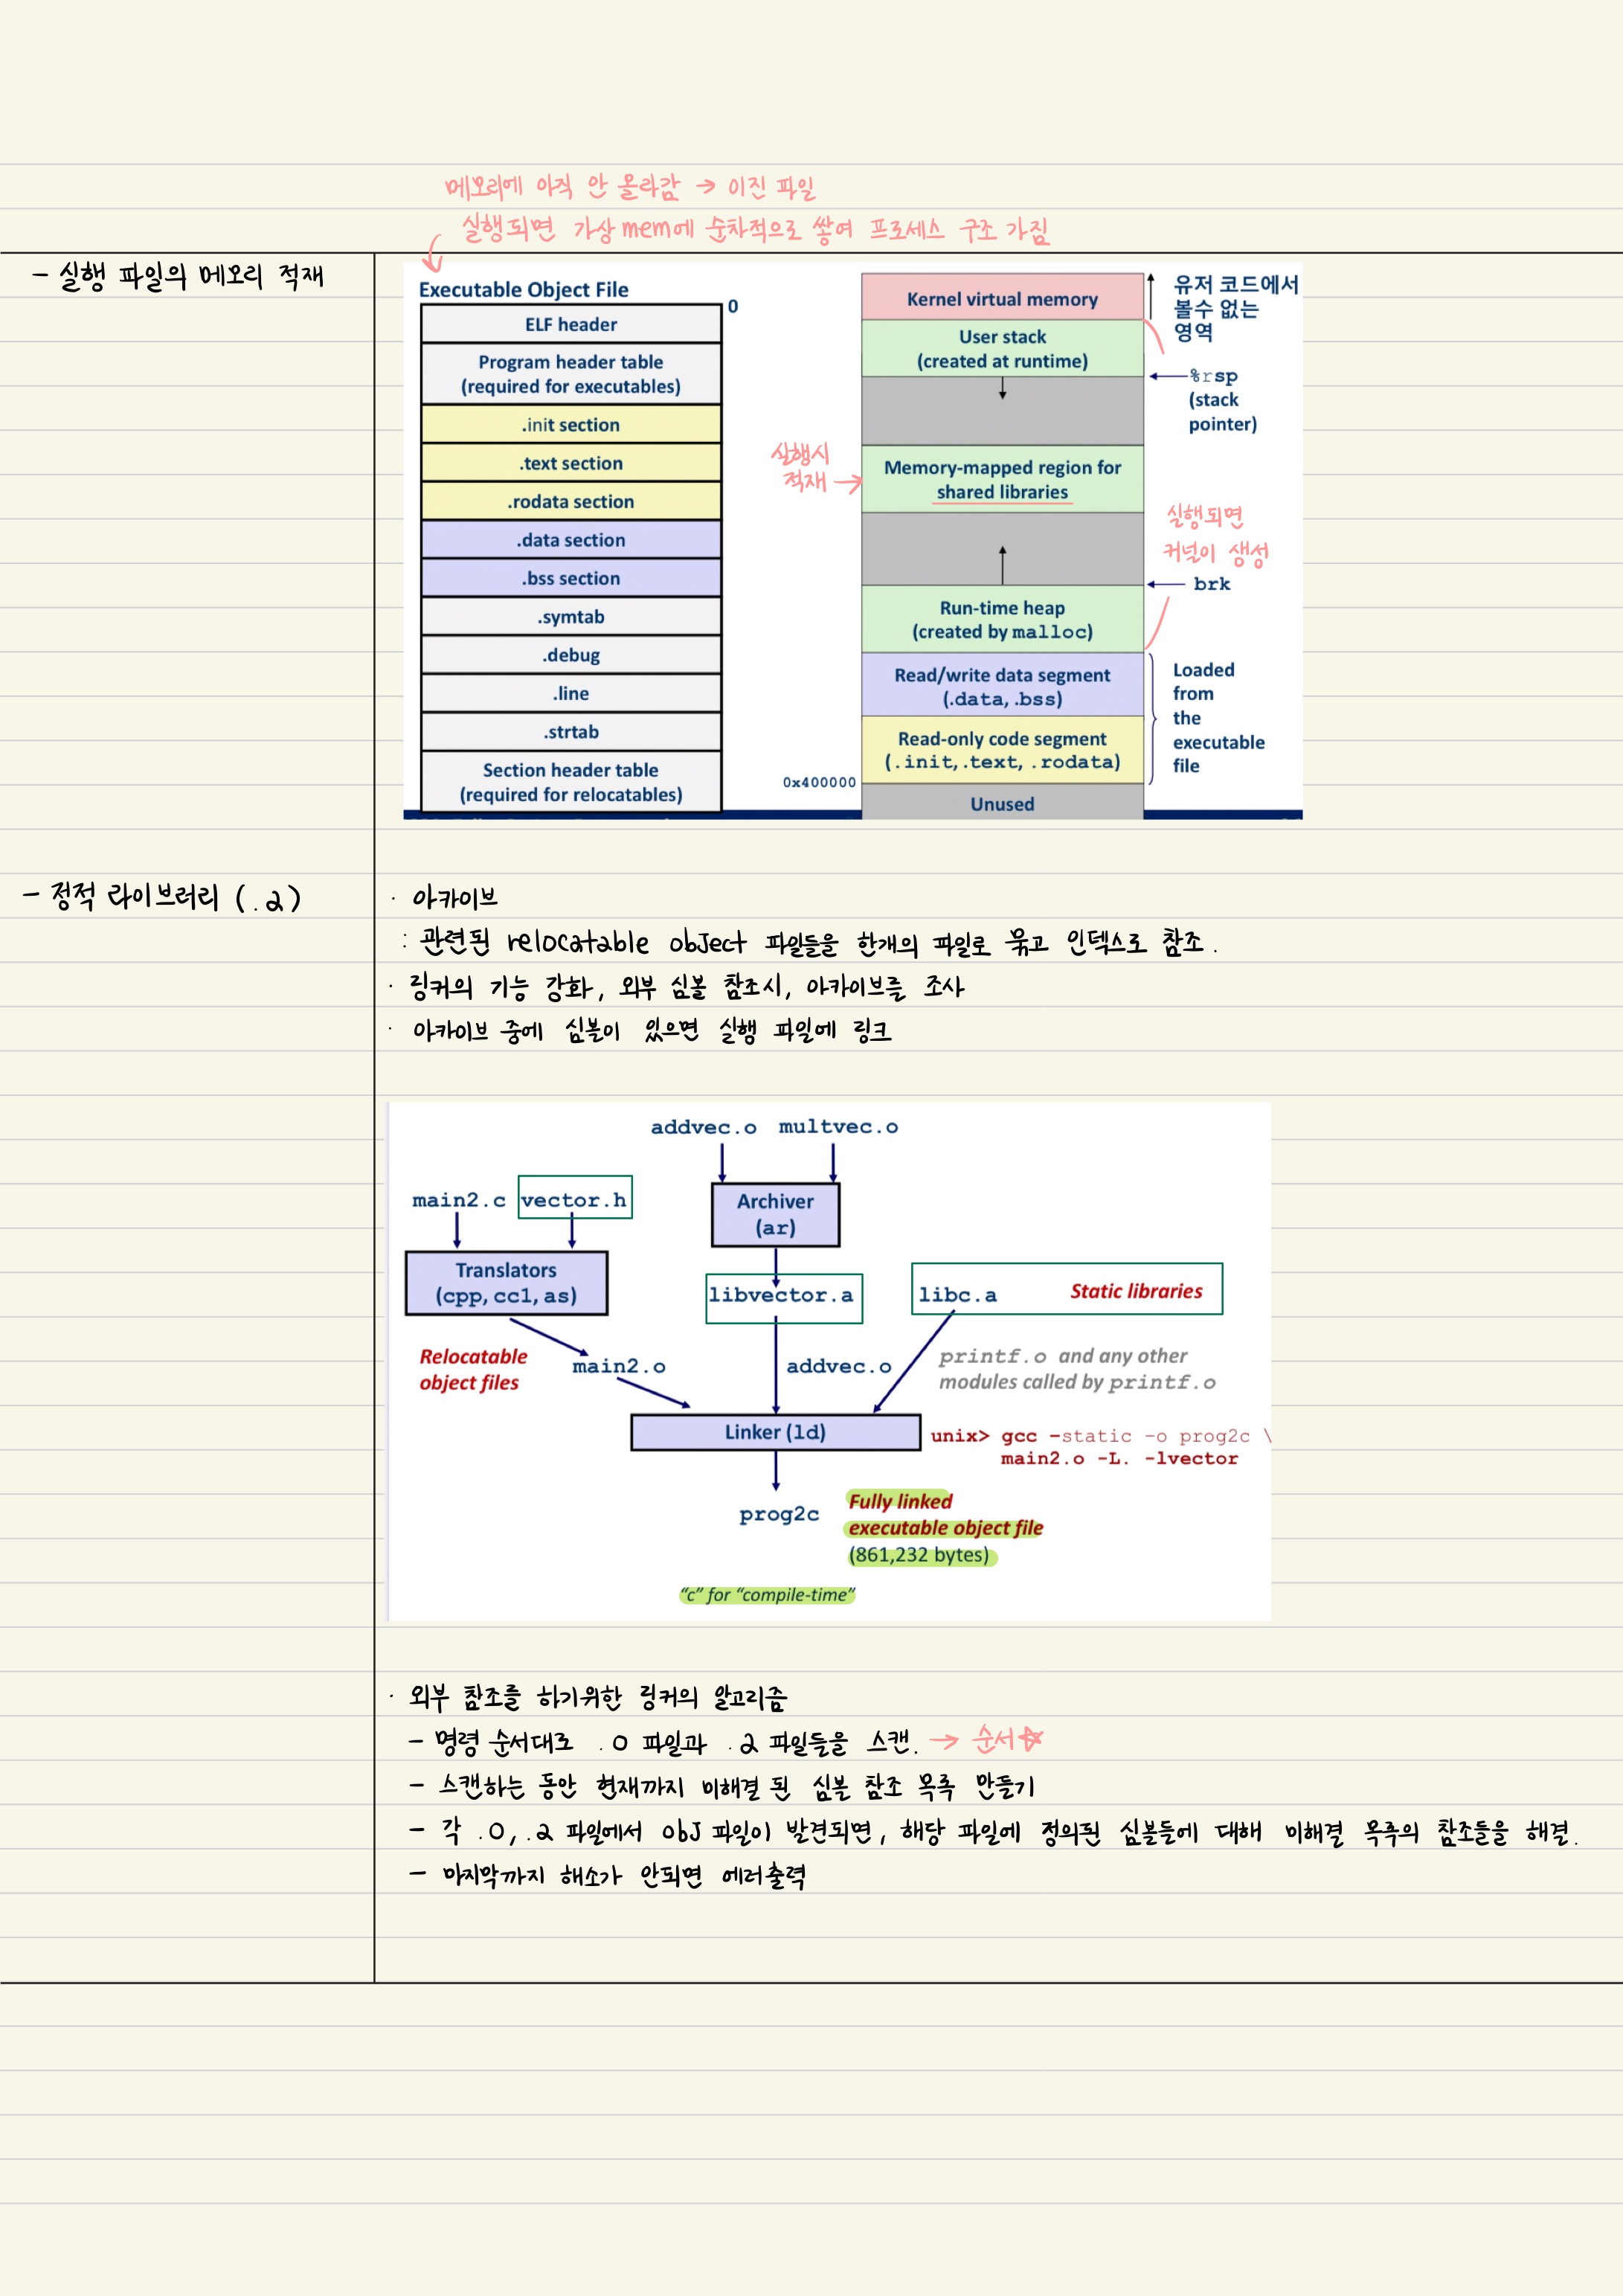 메모리에 아직 안 올라감 → 이진 파일
실행되면 가상 mem에 순차적으로 쌓여 프로세스 구조 가짐
- 실행 파일의 메모리 적재
Executable Object File
0
ELF header
Program header table
(required for executables)
.init section
.text section
.rodata section
.data section
.bss section
.symtab
.debug
.line
.strtab
Section header table
(required for relocatables)
Kernel virtual memory
유저 코드에서
볼수 없는
영역
User stack
(created at runtime)
%rsp
(stack
pointer)
실행시
적재 →
Memory-mapped region for
shared libraries
실행되면
커널이 생성
brk
Run-time heap
(created by malloc)
Read/write data segment
(.data, .bss)
Read-only code segment
(.init, .text, .rodata)
Loaded
from
the
executable
file
0x400000
Unused
- 정적 라이브러리 (.a)
· 아카이브
: 관련된 relocatable object 파일들을 한개의 파일로 묶고 인덱스로 참조.
· 링커의 기능 강화, 외부 심볼 참조시, 아카이브를 조사
· 아카이브 중에 심볼이 있으면 실행 파일에 링크
addvec.o multvec.o
main2.c vector.h
Archiver
(ar)
Translators
(cpp, cc1, as)
libvector.a
libc.a
Static libraries
Relocatable
object files
main2.o
addvec.o
printf.o and any other
modules called by printf.o
Linker (ld)
unix> gcc -static -o prog2c \
main2.o -L. -lvector
prog2c
Fully linked
executable object file
(861,232 bytes)
"c" for "compile-time"
· 외부 참조를 하기위한 링커의 알고리즘
- 명령 순서대로 .o 파일과 .a 파일들을 스캔. → 순서☆
- 스캔하는 동안 현재까지 미해결 된 심볼 참조 목록 만들기
- 각 .o, .a 파일에서 obj 파일이 발견되면, 해당 파일에 정의된 심볼들에 대해 미해결 목록의 참조들을 해결.
- 마지막까지 해소가 안되면 에러출력